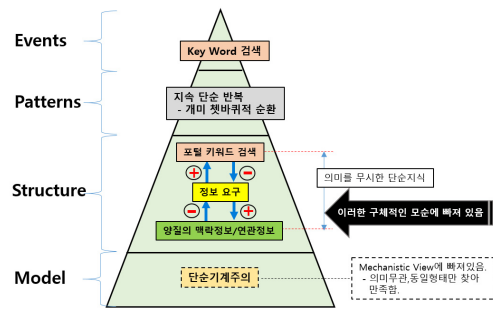 Events
Key Word 검색
Patterns
지속 단순 반복
- 개미 쳇바퀴적 순환
포털 키워드 검색
+
-
의미를 무시한 단순지식
Structure
정보 요구
이러한 구체적인 모순에 빠져 있음
-
+
양질의 맥락정보/연관정보
Model
단순기계주의
Mechanistic View에 빠져있음.
- 의미무관,동일형태만 찾아
만족함.